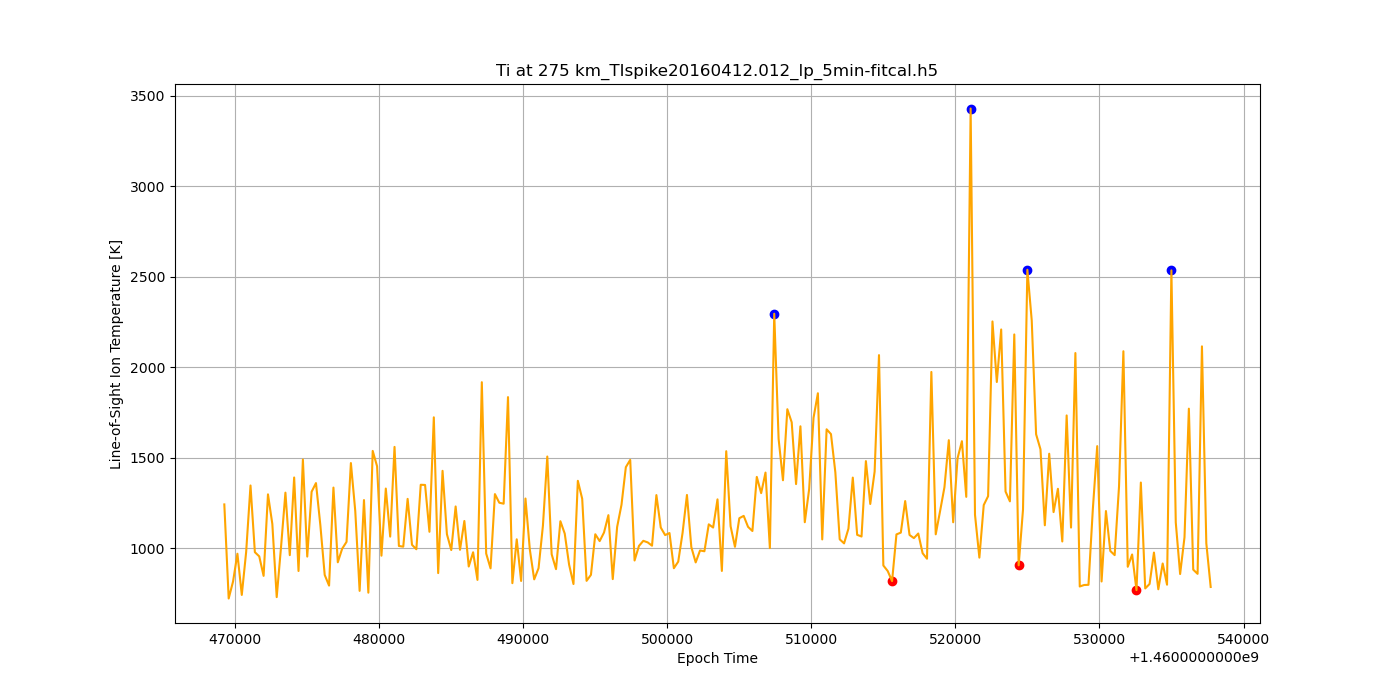 Ti at 275 km_TIspike20160412.012_lp_5min-fitcal.h5
3500
3000
2500
2000
1500
1000
Line-of-Sight Ion Temperature [K]
470000 480000 490000 500000 510000 520000 530000 540000
Epoch Time
+1.4600000000e9